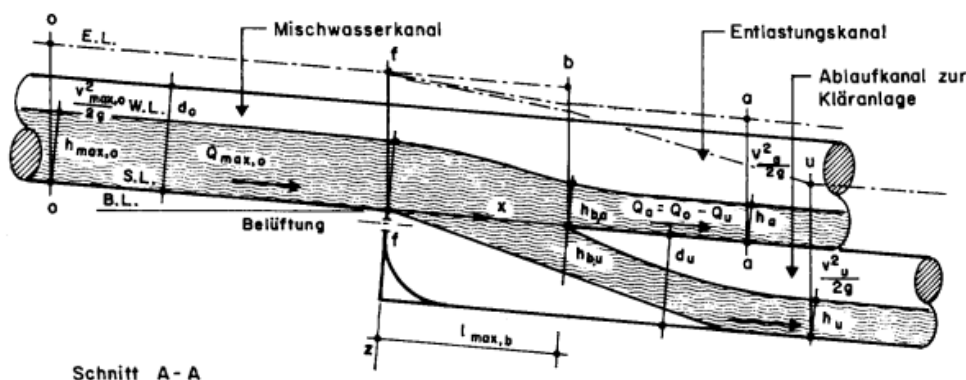 o
E.L.
Mischwasserkanal
f
b
Entlastungskanal
a
Ablaufkanal zur
Kläranlage
v²max,o
2g
W.L.
do
hmax,o
Qmax,o
S.L.
o
B.L.
Belüftung
x
hb,a
Qa = Qo - Qu
ha
v²a
2g
u
f
hb,u
du
a
v²u
2g
hu
lmax,b
z
Schnitt A-A